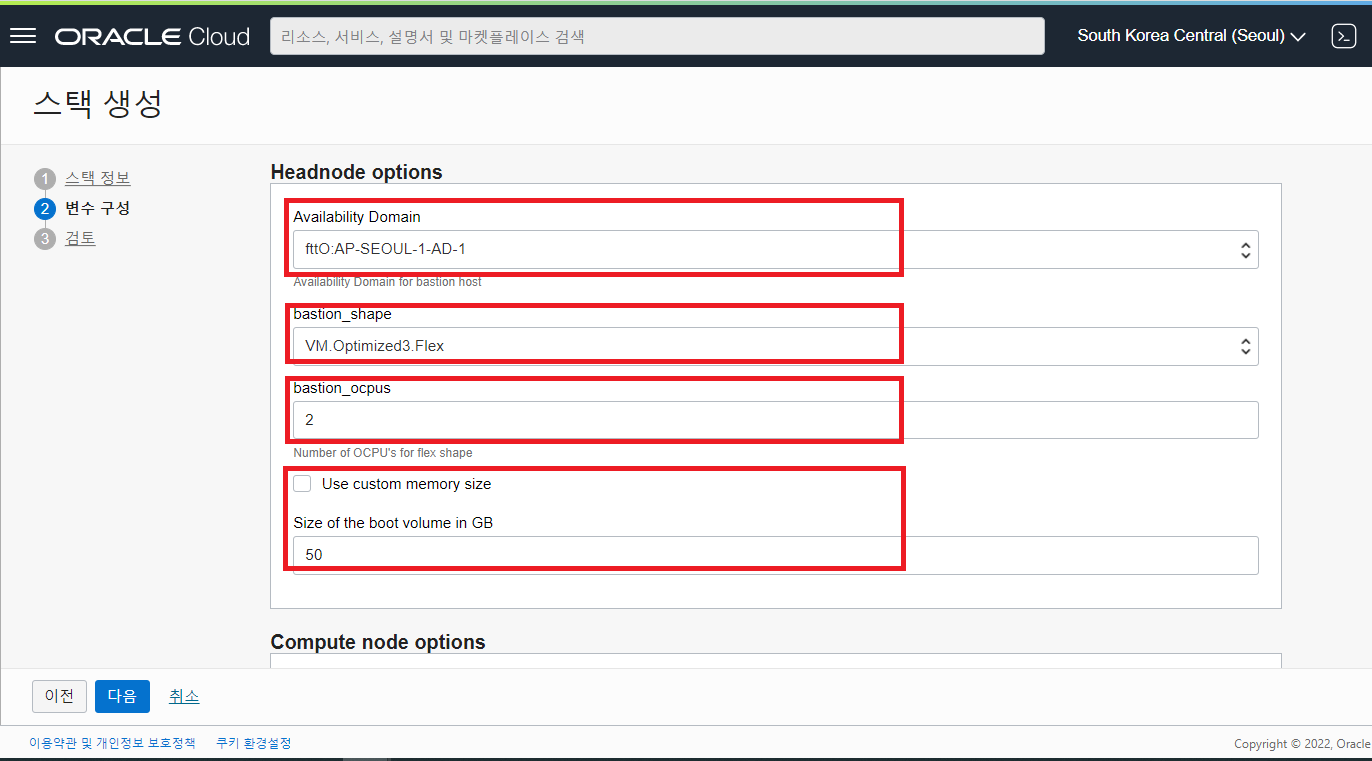 ORACLE Cloud
리소스, 서비스, 설명서 및 마켓플레이스 검색
South Korea Central (Seoul)
스택 생성
1 스택 정보
2 변수 구성
3 검토
Headnode options
Availability Domain
fttO:AP-SEOUL-1-AD-1
Availability Domain for bastion host
bastion_shape
VM.Optimized3.Flex
bastion_ocpus
2
Number of OCPU's for flex shape
Use custom memory size
Size of the boot volume in GB
50
Compute node options
이전 다음 취소
이용약관 및 개인정보 보호정책 쿠키 환경설정
Copyright © 2022, Oracle